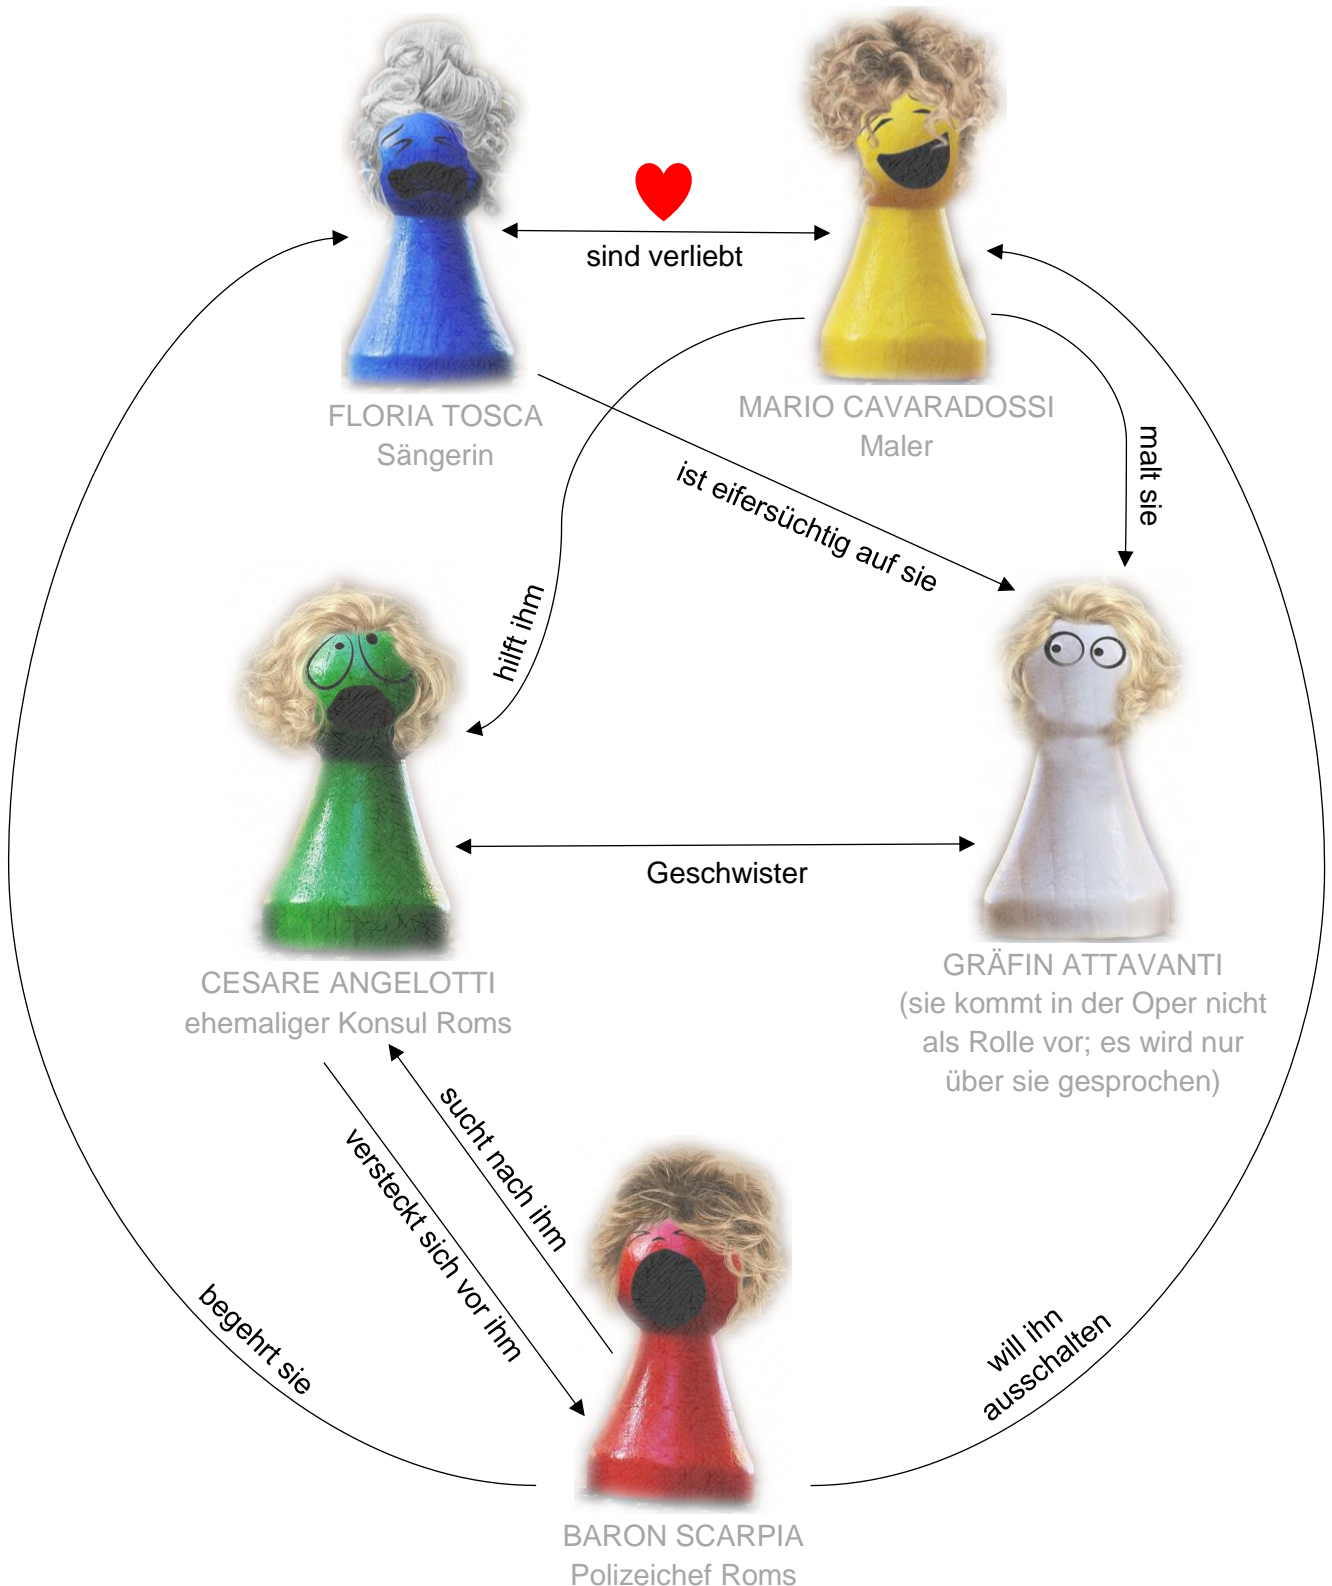 sind verliebt
FLORIA TOSCA
Sängerin
MARIO CAVARADOSSI
Maler
malt sie
ist eifersüchtig auf sie
hilft ihm
Geschwister
CESARE ANGELOTTI
ehemaliger Konsul Roms
GRÄFIN ATTAVANTI
(sie kommt in der Oper nicht
als Rolle vor; es wird nur
über sie gesprochen)
sucht nach ihm
versteckt sich vor ihm
begehrt sie
will ihn
ausschalten
BARON SCARPIA
Polizeichef Roms